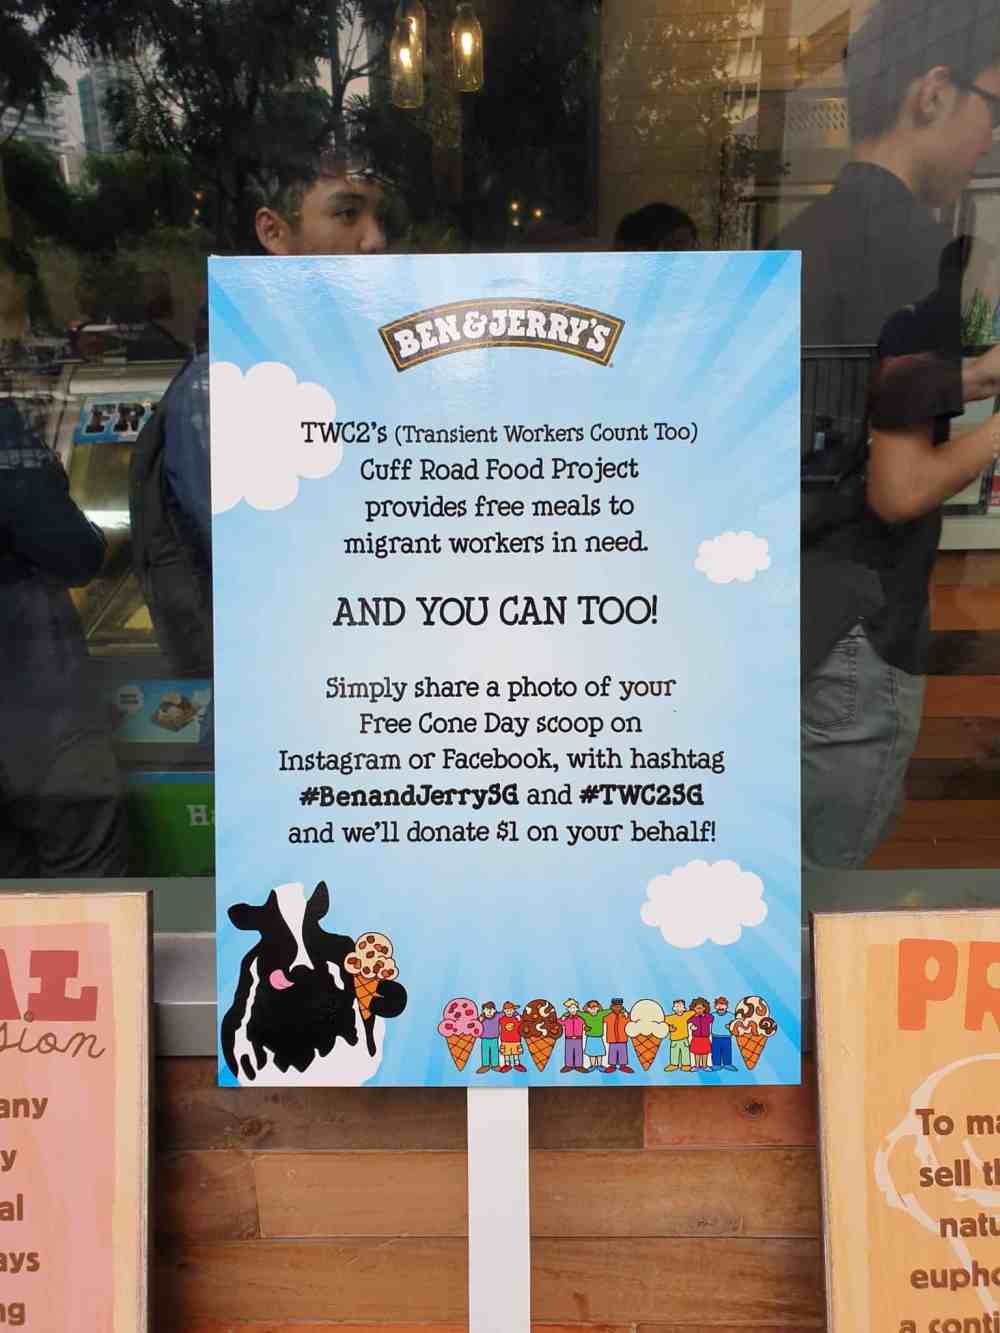 BEN&JERRY'S
TWC2's (Transient Workers Count Too)
Cuff Road Food Project
provides free meals to
migrant workers in need.
AND YOU CAN TOO!
Simply share a photo of your
Free Cone Day scoop on
Instagram or Facebook, with hashtag
#BenandJerrySG and #TWC2SG
and we'll donate $1 on your behalf!
To
sell